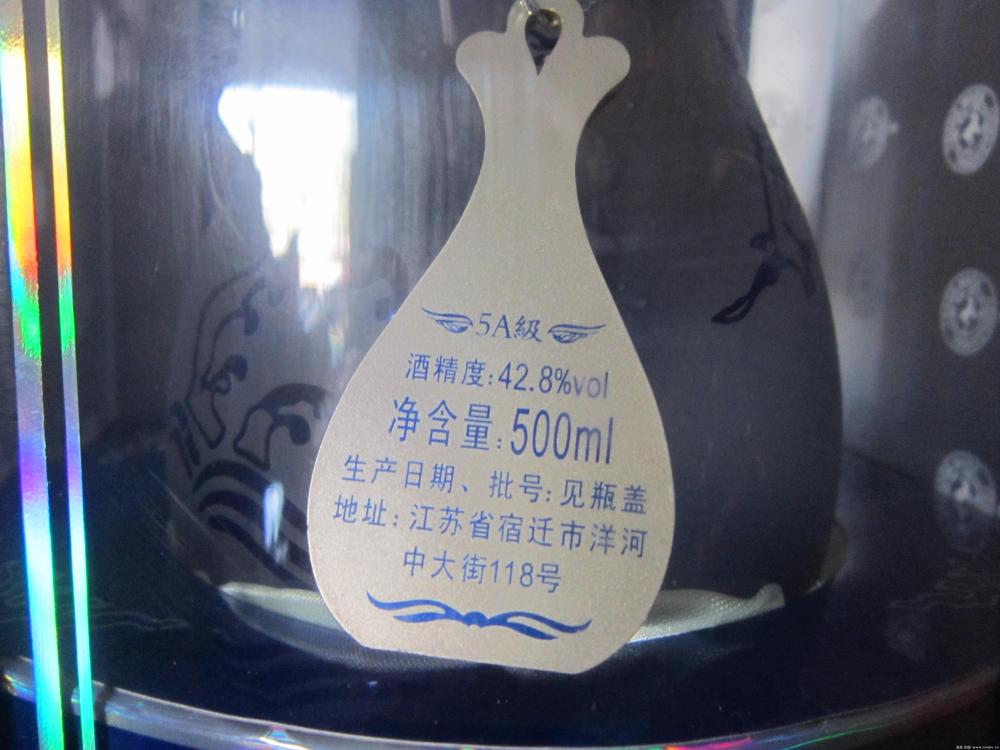 5A級
酒精度:42.8%vol
净含量:500ml
生产日期、批号:见瓶盖
地址:江苏省宿迁市洋河
中大街118号